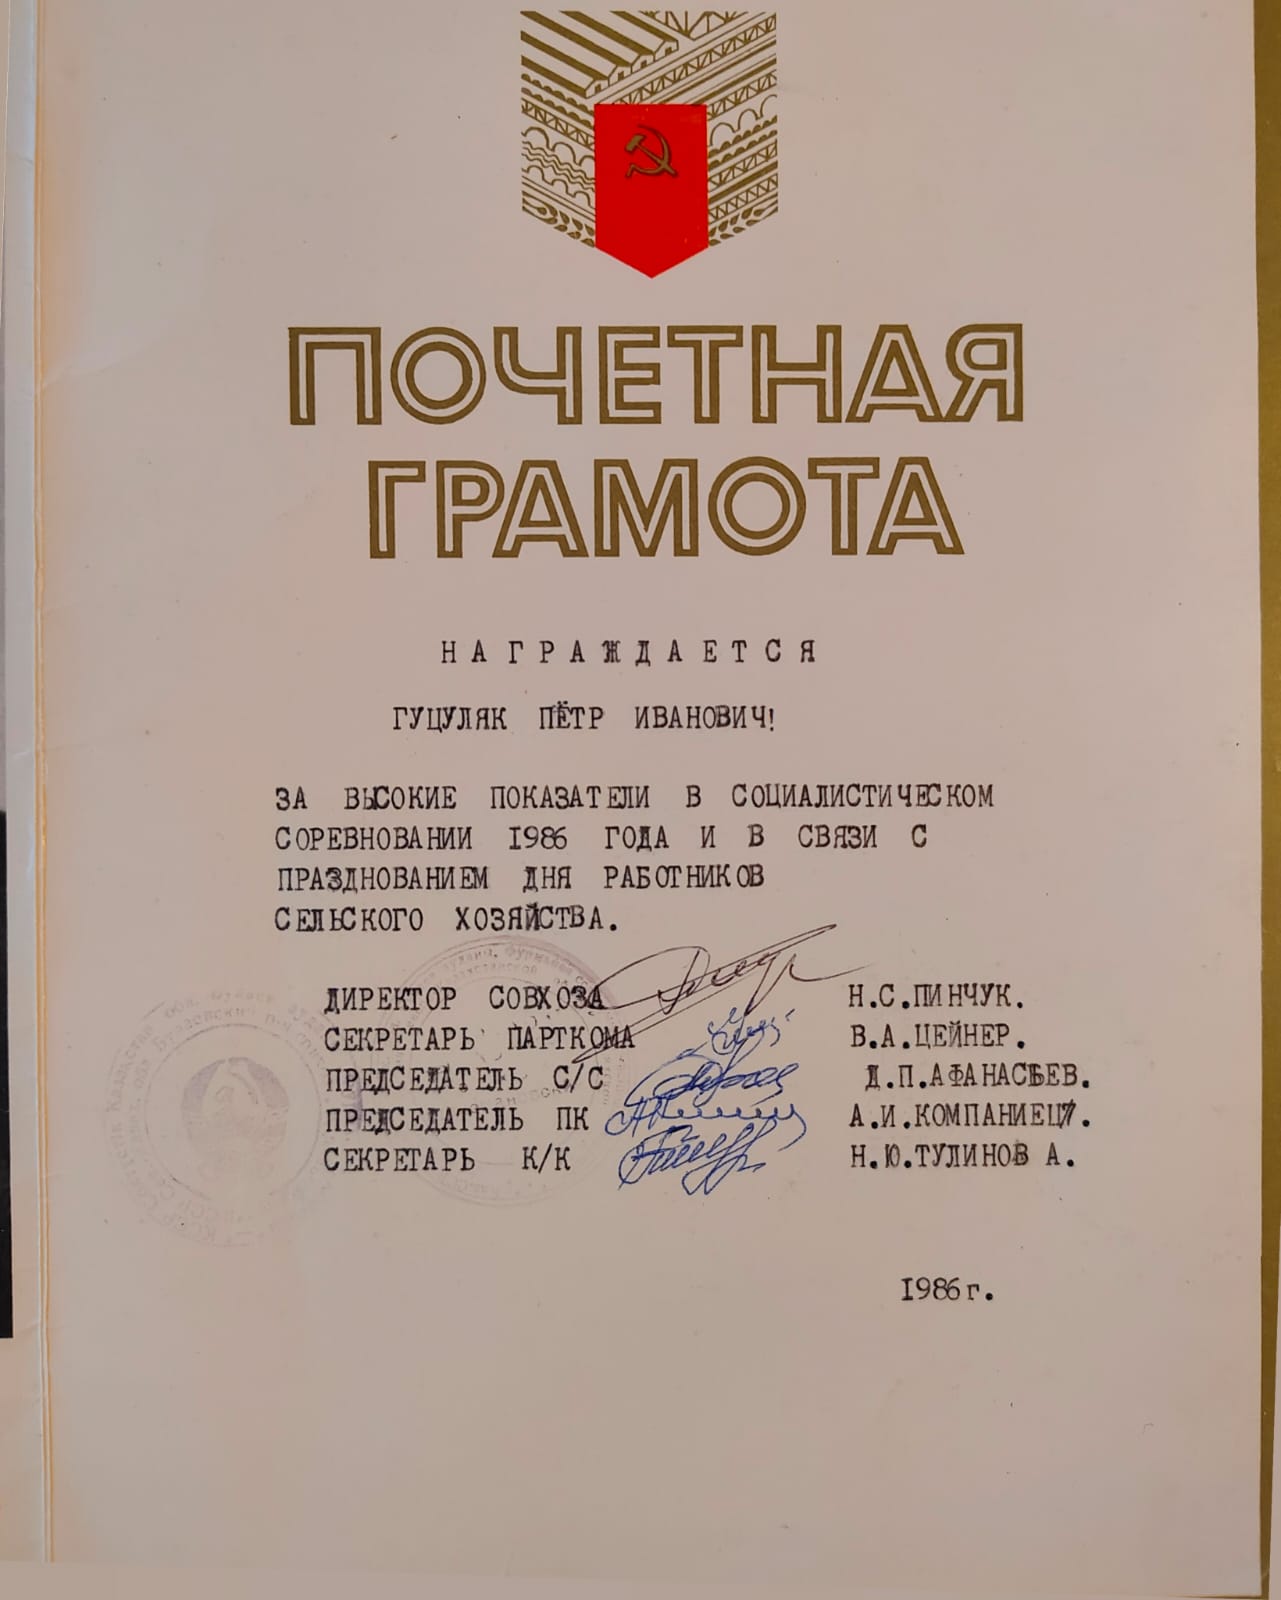 ПОЧЕТНАЯ
ГРАМОТА
НАГРАЖДАЕТСЯ
ГУЦУЛЯК ПЁТР ИВАНОВИЧ!
ЗА ВЫСОКИЕ ПОКАЗАТЕЛИ В СОЦИАЛИСТИЧЕСКОМ
СОРЕВНОВАНИИ 1986 ГОДА И В СВЯЗИ С
ПРАЗДНОВАНИЕМ ДНЯ РАБОТНИКОВ
СЕЛЬСКОГО ХОЗЯЙСТВА.
ДИРЕКТОР СОВХОЗА Н.С.ПИНЧУК.
СЕКРЕТАРЬ ПАРТКОМА В.А.ЦЕЙНЕР.
ПРЕДСЕДАТЕЛЬ С/С Д.П.АФАНАСЬЕВ.
ПРЕДСЕДАТЕЛЬ ПК А.И.КОМПАНИЕЦ.
СЕКРЕТАРЬ К/К Н.Ю.ТУЛИНОВ А.
1986 г.